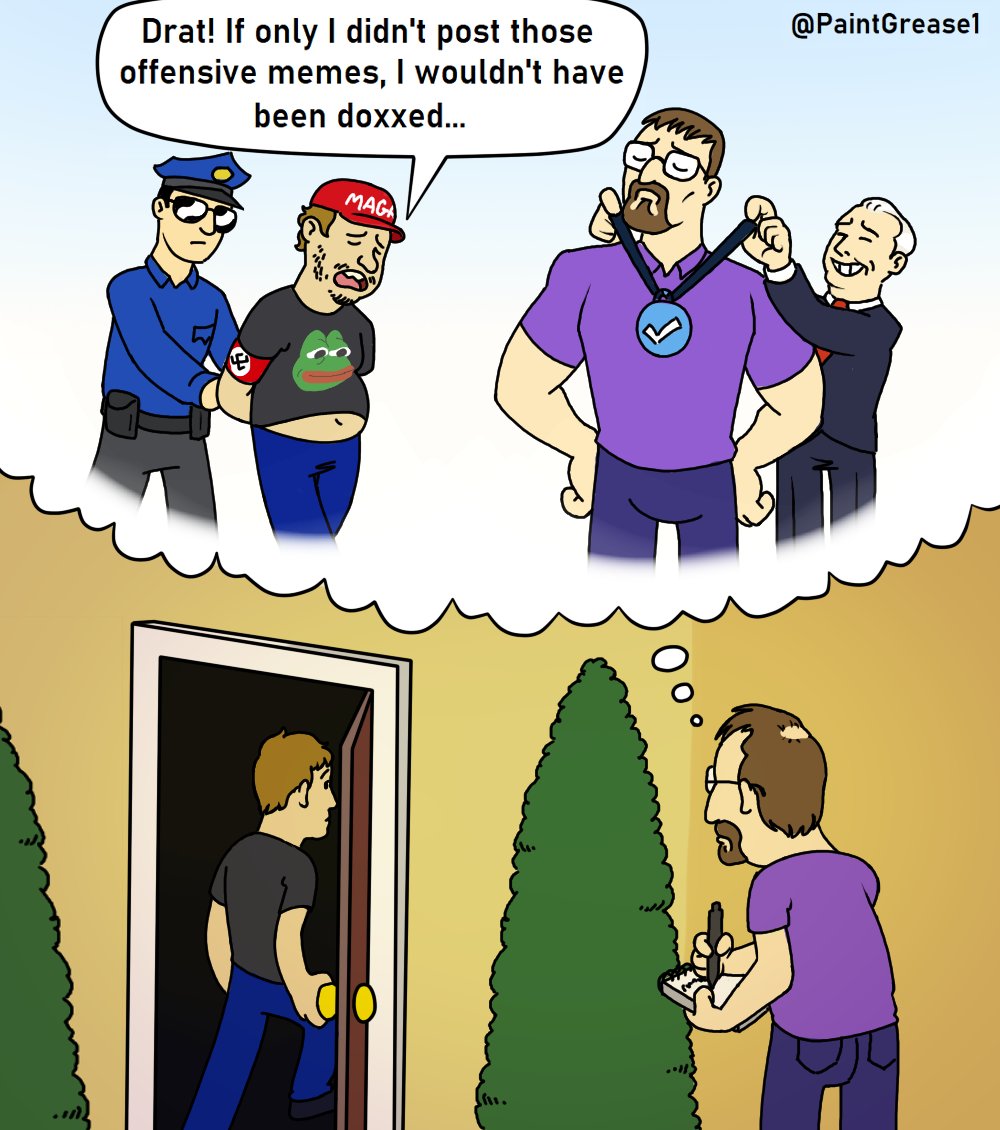 @PaintGrease1
Drat! If only I didn't post those
offensive memes, I wouldn't have
been doxxed...
MAGA